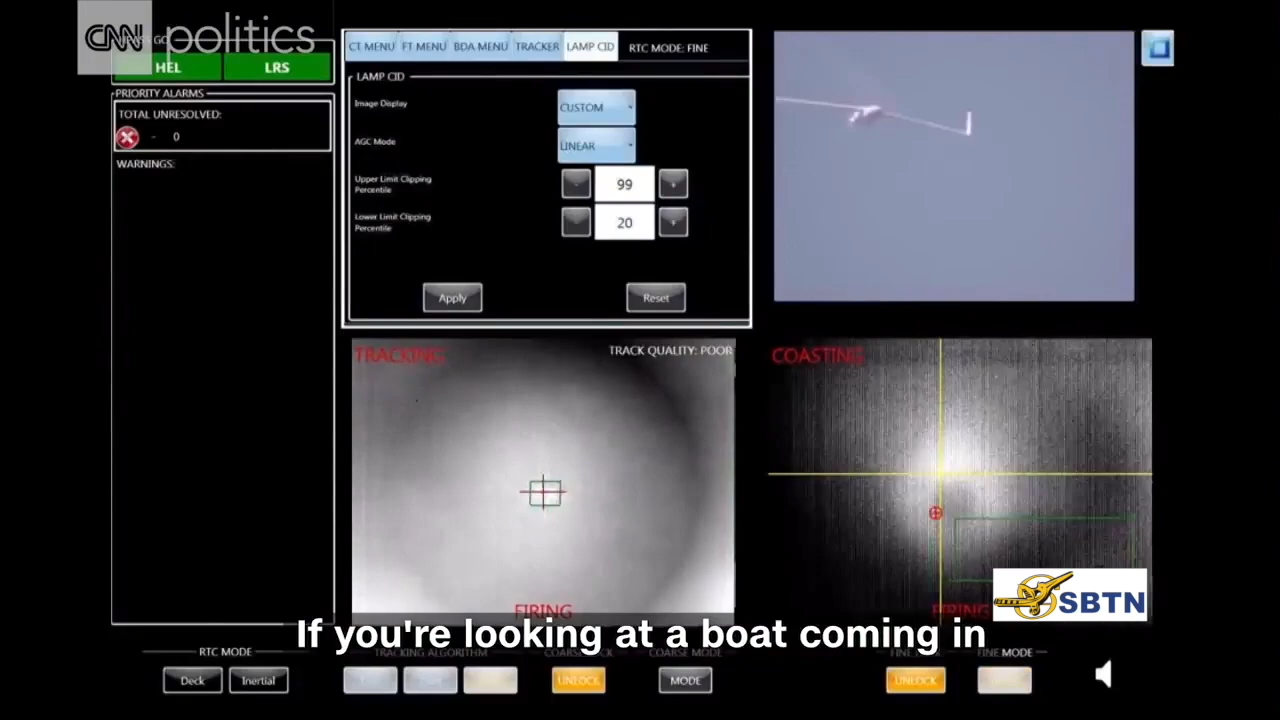 CNN politics
HEL
LRS
PRIORITY ALARMS
TOTAL UNRESOLVED:
- 0
WARNINGS:
CT MENU FT MENU BDA MENU TRACKER LAMP CID RTC MODE: FINE
LAMP CID
Image Display CUSTOM
AGC Mode LINEAR
Upper Limit Clipping
Percentile
- 99 +
Lower Limit Clipping
Percentile
- 20 +
Apply Reset
TRACKING TRACK QUALITY: POOR
FIRING
COASTING
FIRING
SBTN
If you're looking at a boat coming in
RTC MODE
Deck Inertial
TRACKING ALGORITHM
UNLOCK
COARSE MODE
MODE
UNLOCK
FINE MODE